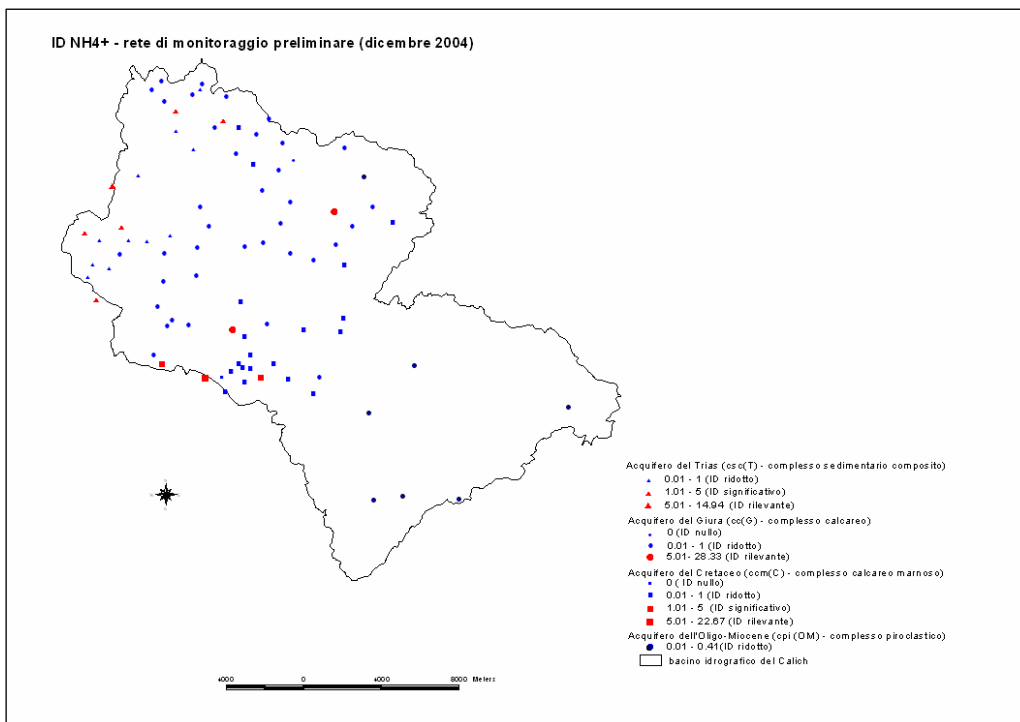 ID NH4+ - rete di monitoraggio preliminare (dicembre 2004)
Acquifero del Trias (csc(T) - complesso sedimentario composito)
0.01 - 1 (ID ridotto)
1.01 - 5 (ID significativo)
5.01 - 14.94 (ID rilevante)
Acquifero del Giura (cc(G) - complesso calcareo)
0 (ID nullo)
0.01 - 1 (ID ridotto)
5.01 - 28.33 (ID rilevante)
Acquifero del Cretaceo (ccm(C) - complesso calcareo marnoso)
0 (ID nullo)
0.01 - 1 (ID ridotto)
1.01 - 5 (ID significativo)
5.01 - 22.67 (ID rilevante)
Acquifero dell'Oligo-Miocene (cpi (OM) - complesso piroclastico)
0.01 - 0.41(ID ridotto)
bacino idrografico del Calich
4000 0 4000 8000 Meters